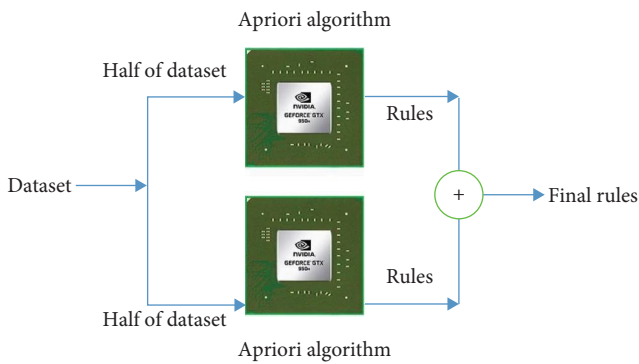 Apriori algorithm
Half of dataset
NVIDIA
GEFORCE GTX
Rules
Dataset
+
Final rules
NVIDIA
GEFORCE GTX
Rules
Half of dataset
Apriori algorithm